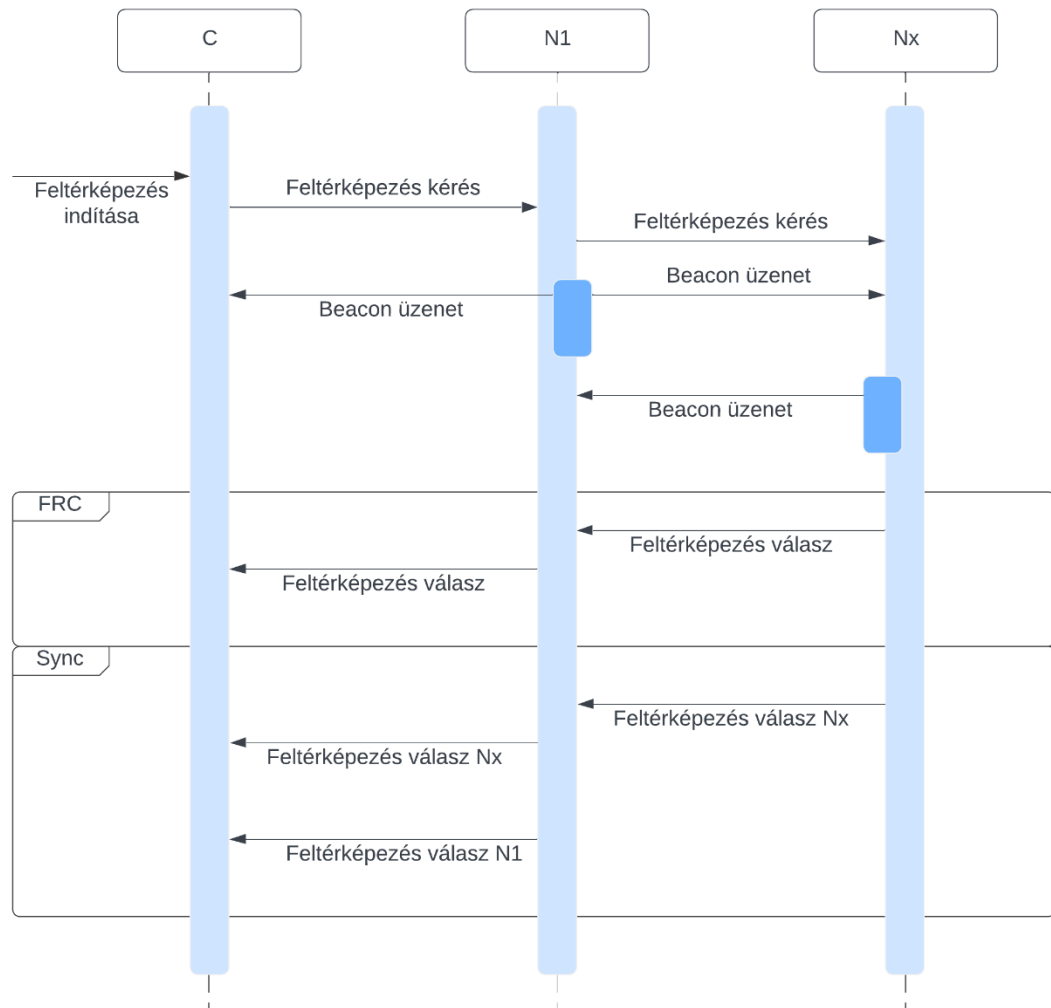 C
N1
Nx
Feltérképezés
indítása
Feltérképezés kérés
Feltérképezés kérés
Beacon üzenet
Beacon üzenet
Beacon üzenet
FRC
Feltérképezés válasz
Feltérképezés válasz
Sync
Feltérképezés válasz Nx
Feltérképezés válasz Nx
Feltérképezés válasz N1